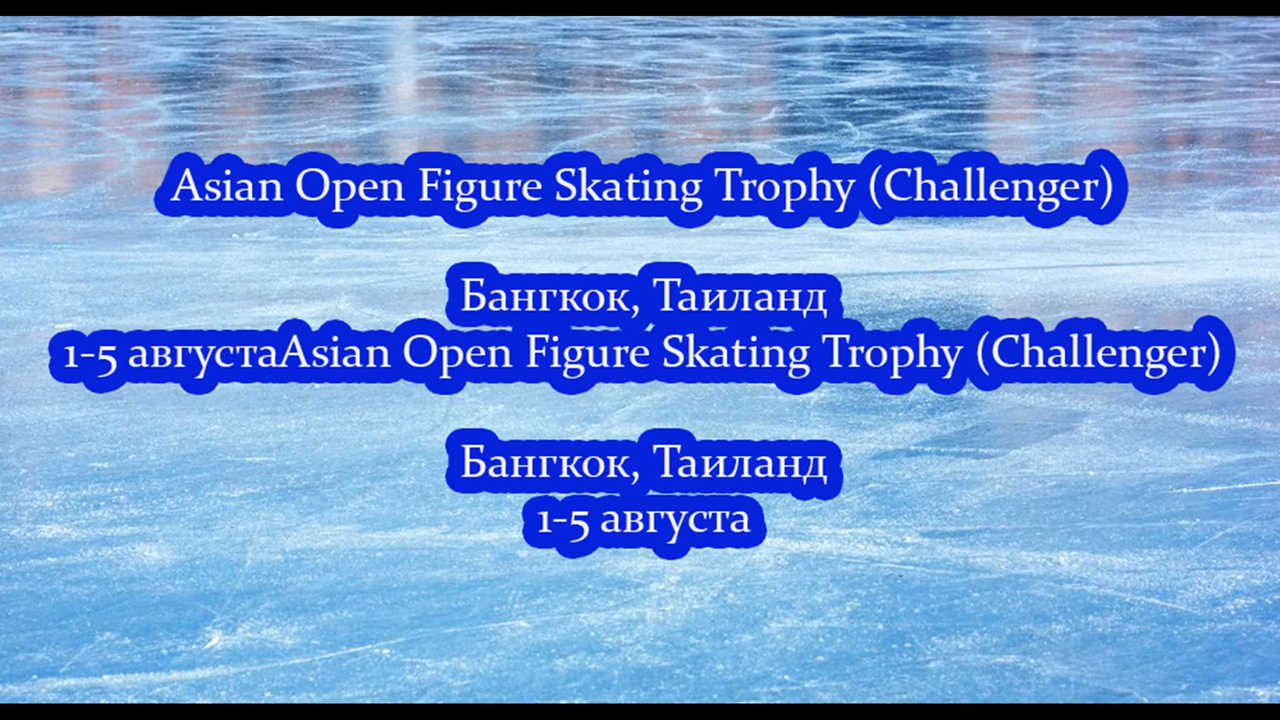 Asian Open Figure Skating Trophy (Challenger)
Бангкок, Таиланд
1-5 августаAsian Open Figure Skating Trophy (Challenger)
Бангкок, Таиланд
1-5 августа